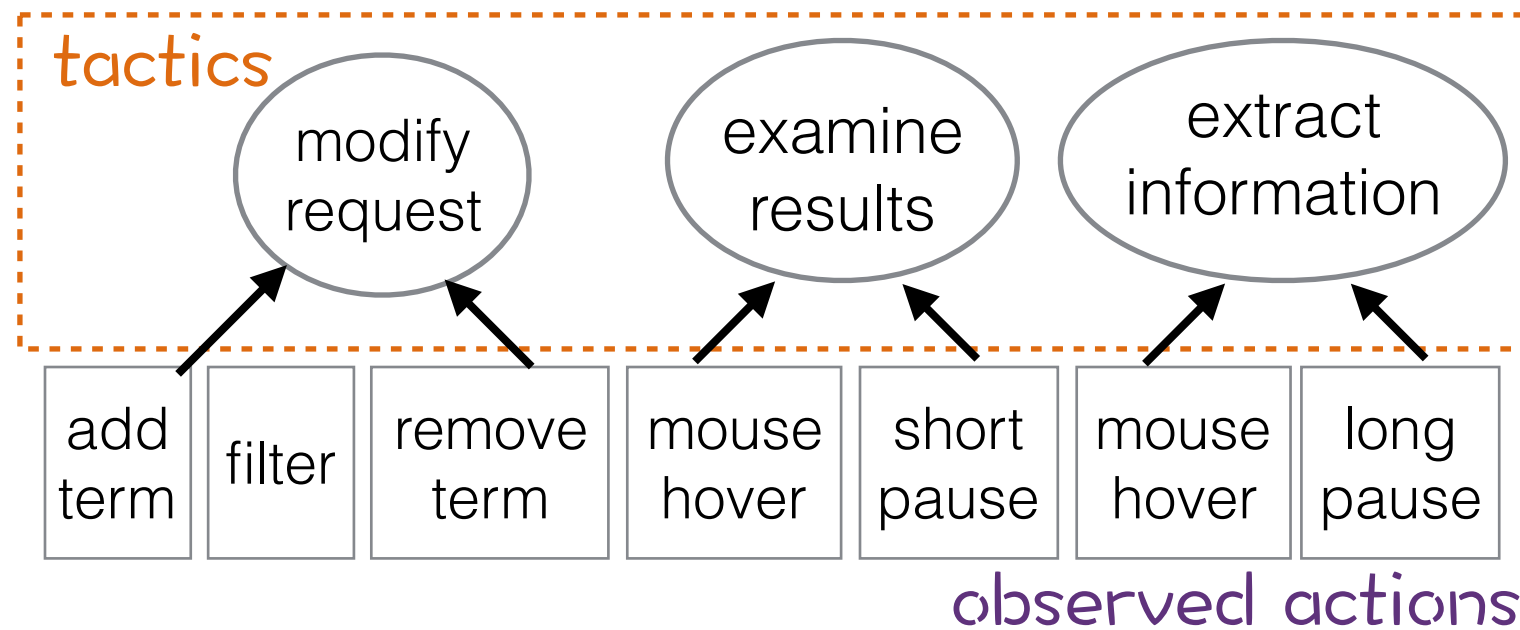 tactics
modify
request
examine
results
extract
information
add
term
filter
remove
term
mouse
hover
short
pause
mouse
hover
long
pause
observed actions